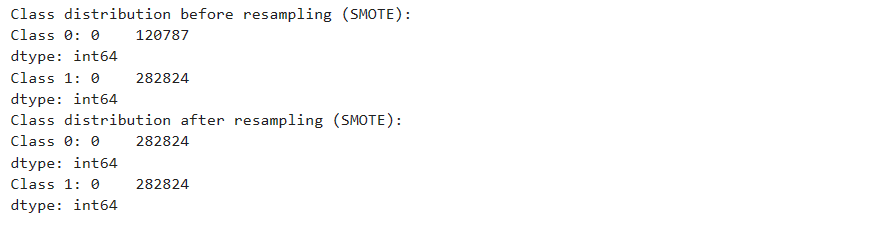 Class distribution before resampling (SMOTE):
Class 0: 0    120787
dtype: int64
Class 1: 0    282824
dtype: int64
Class distribution after resampling (SMOTE):
Class 0: 0    282824
dtype: int64
Class 1: 0    282824
dtype: int64